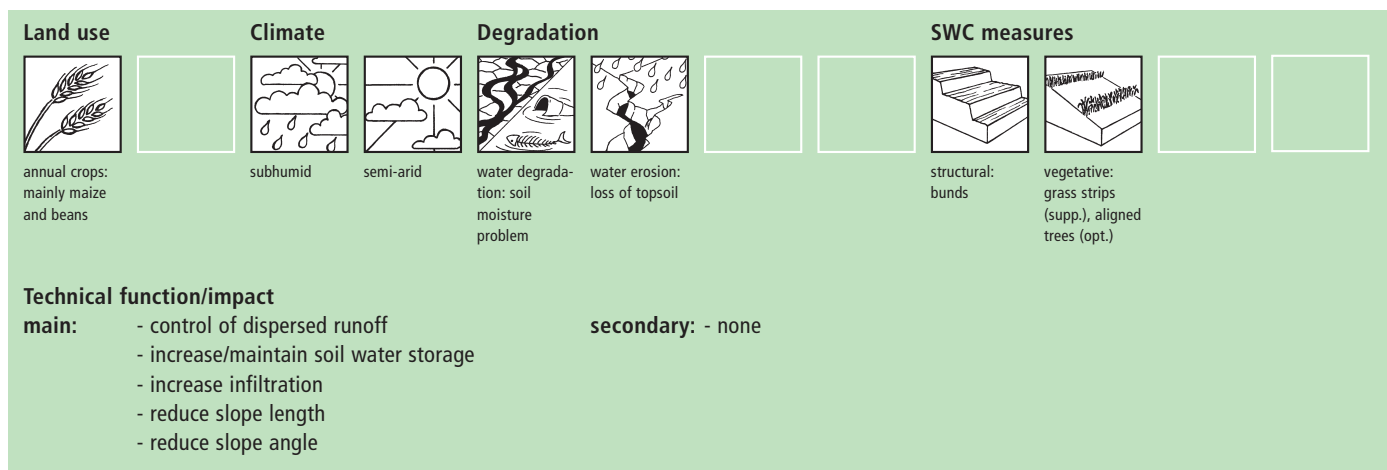 Land use
Climate
Degradation
SWC measures
annual crops:
mainly maize
and beans
subhumid
semi-arid
water degrada-
tion: soil
moisture
problem
water erosion:
loss of topsoil
structural:
bunds
vegetative:
grass strips
(supp.), aligned
trees (opt.)
Technical function/impact
main: - control of dispersed runoff
- increase/maintain soil water storage
- increase infiltration
- reduce slope length
- reduce slope angle
secondary: - none